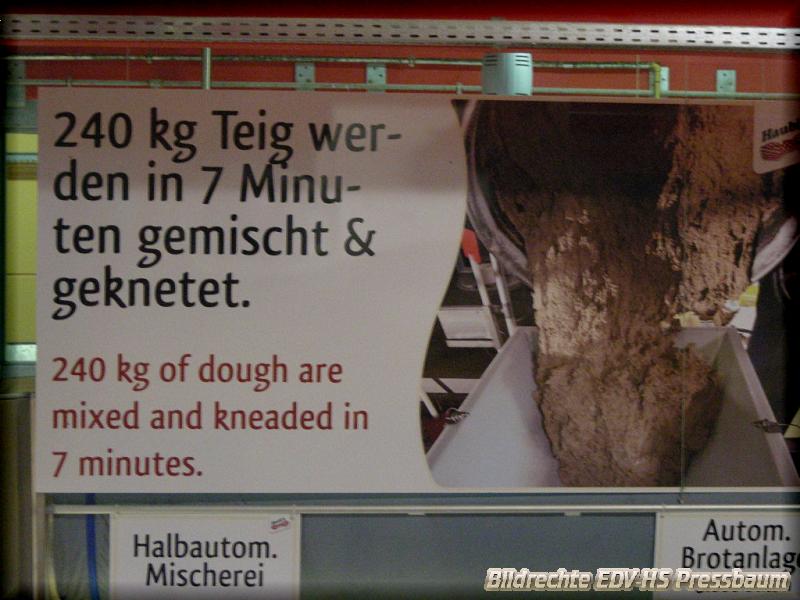 240 kg Teig wer-
den in 7 Minu-
ten gemischt &
geknetet.
240 kg of dough are
mixed and kneaded in
7 minutes.
Halbautom.
Mischerei
Autom.
Brotanlage
Bildrechte EDV-HS Pressbaum